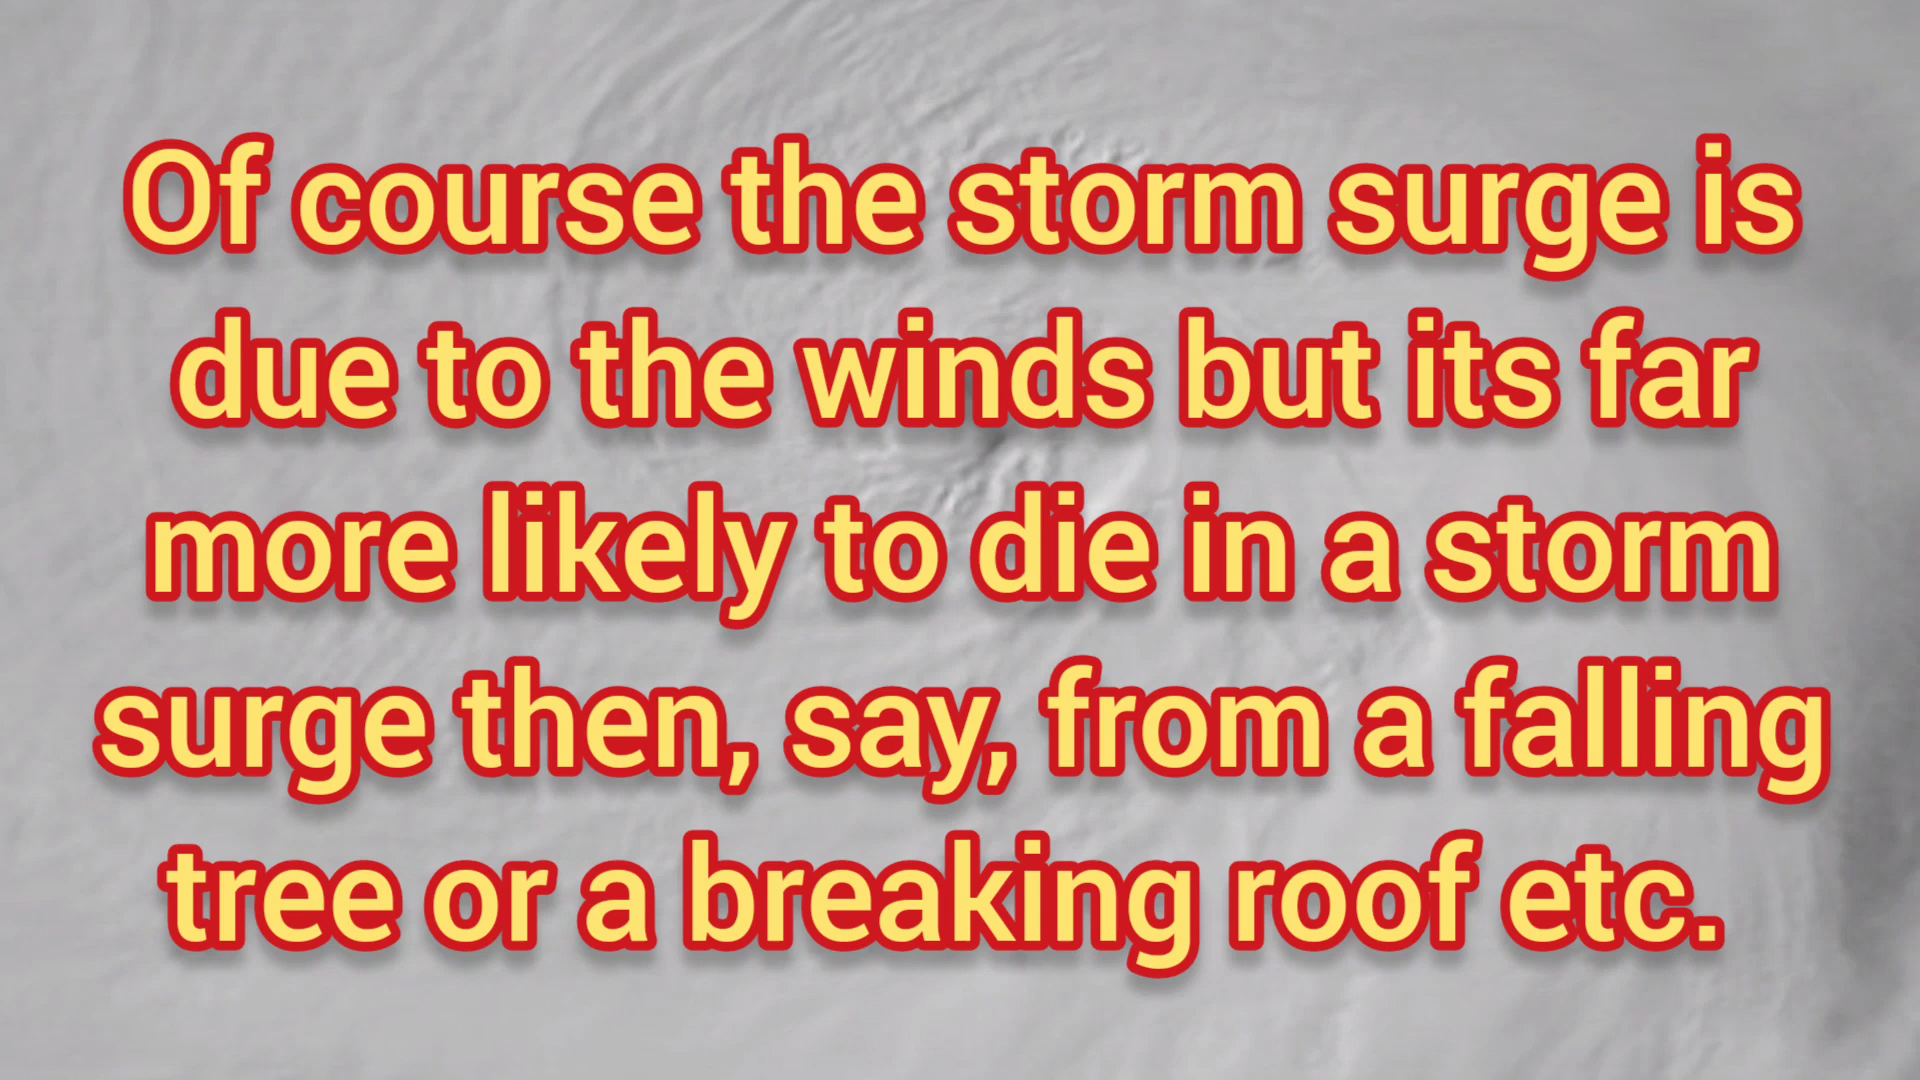 Of course the storm surge is
due to the winds but its far
more likely to die in a storm
surge then, say, from a falling
tree or a breaking roof etc.